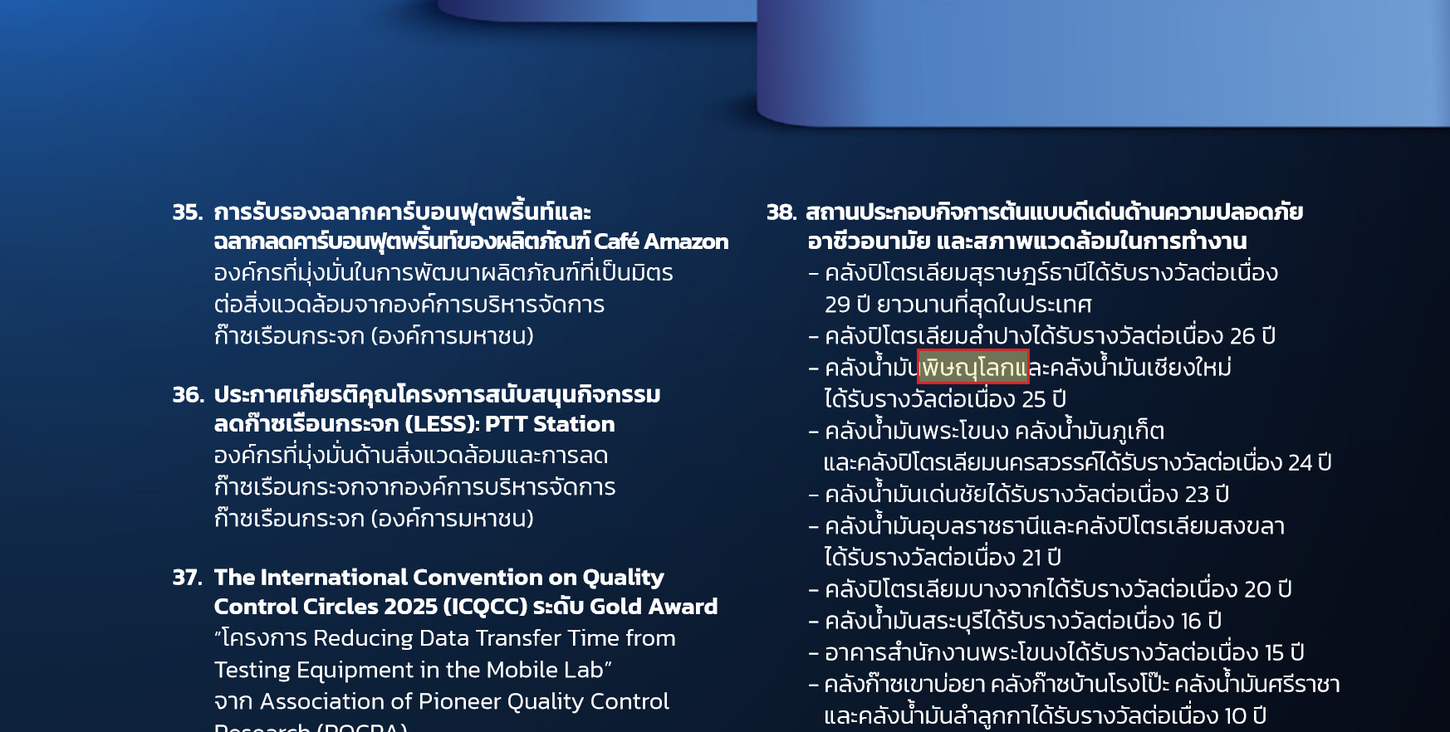 35. การรับรองฉลากคาร์บอนฟุตพริ้นท์และ
ฉลากลดคาร์บอนฟุตพริ้นท์ของผลิตภัณฑ์ Café Amazon
องค์กรที่มุ่งมั่นในการพัฒนาผลิตภัณฑ์ที่เป็นมิตร
ต่อสิ่งแวดล้อมจากองค์การบริหารจัดการ
ก๊าซเรือนกระจก (องค์การมหาชน)
36. ประกาศเกียรติคุณโครงการสนับสนุนกิจกรรม
ลดก๊าซเรือนกระจก (LESS): PTT Station
องค์กรที่มุ่งมั่นด้านสิ่งแวดล้อมและการลด
ก๊าซเรือนกระจกจากองค์การบริหารจัดการ
ก๊าซเรือนกระจก (องค์การมหาชน)
37. The International Convention on Quality
Control Circles 2025 (ICQCC) ระดับ Gold Award
"โครงการ Reducing Data Transfer Time from
Testing Equipment in the Mobile Lab"
จาก Association of Pioneer Quality Control
Research (POCRA)
38. สถานประกอบกิจการต้นแบบดีเด่นด้านความปลอดภัย
อาชีวอนามัย และสภาพแวดล้อมในการทำงาน
- คลังปิโตรเลียมสุราษฎร์ธานีได้รับรางวัลต่อเนื่อง
29 ปี ยาวนานที่สุดในประเทศ
- คลังปิโตรเลียมลำปางได้รับรางวัลต่อเนื่อง 26 ปี
- คลังน้ำมันพิษณุโลกและคลังน้ำมันเชียงใหม่
ได้รับรางวัลต่อเนื่อง 25 ปี
- คลังน้ำมันพระโขนง คลังน้ำมันภูเก็ต
และคลังปิโตรเลียมนครสวรรค์ได้รับรางวัลต่อเนื่อง 24 ปี
- คลังน้ำมันเด่นชัยได้รับรางวัลต่อเนื่อง 23 ปี
- คลังน้ำมันอุบลราชธานีและคลังปิโตรเลียมสงขลา
ได้รับรางวัลต่อเนื่อง 21 ปี
- คลังปิโตรเลียมบางจากได้รับรางวัลต่อเนื่อง 20 ปี
- คลังน้ำมันสระบุรีได้รับรางวัลต่อเนื่อง 16 ปี
- อาคารสำนักงานพระโขนงได้รับรางวัลต่อเนื่อง 15 ปี
- คลังก๊าซเขาบ่อยา คลังก๊าซบ้านโรงโป๊ะ คลังน้ำมันศรีราชา
และคลังน้ำมันลำลูกกาได้รับรางวัลต่อเนื่อง 10 ปี